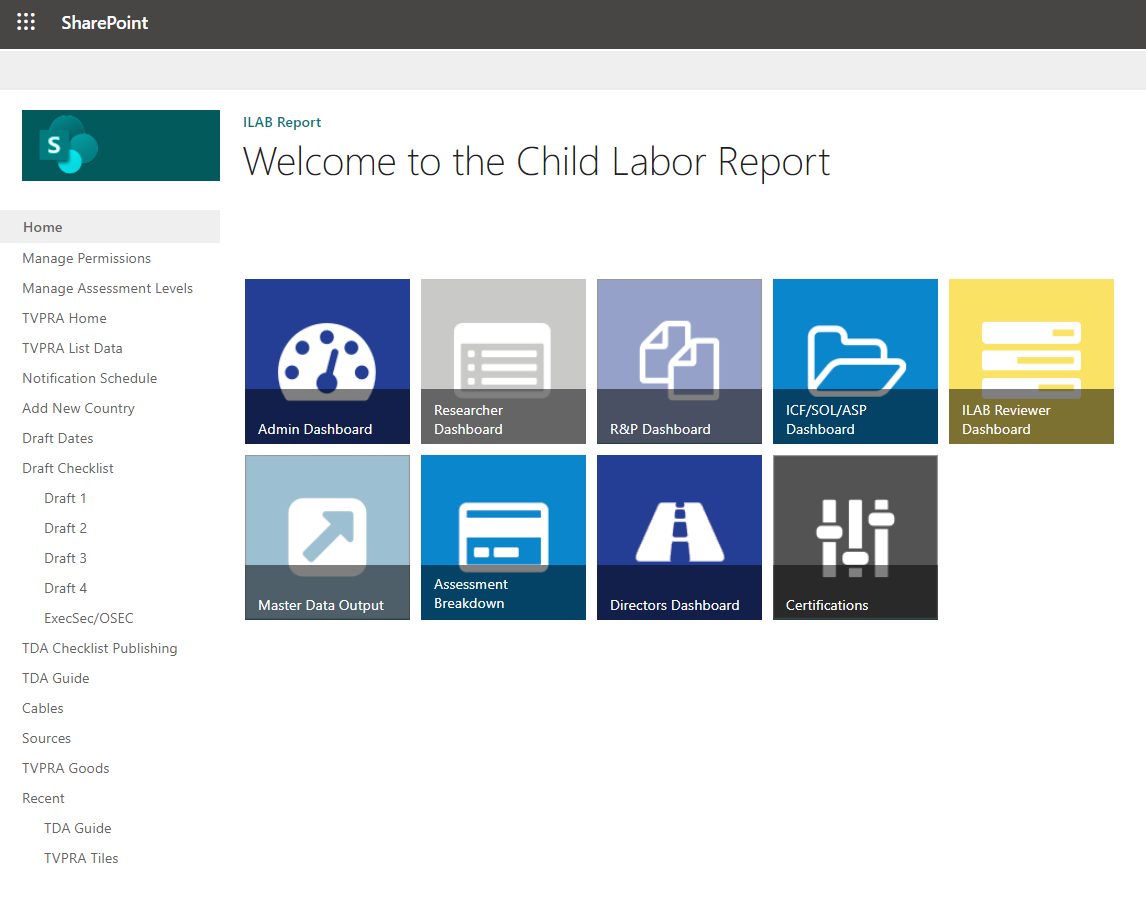 SharePoint
S
ILAB Report
Welcome to the Child Labor Report
Home
Manage Permissions
Manage Assessment Levels
TVPRA Home
TVPRA List Data
Notification Schedule
Add New Country
Draft Dates
Draft Checklist
Draft 1
Draft 2
Draft 3
Draft 4
ExecSec/OSEC
TDA Checklist Publishing
TDA Guide
Cables
Sources
TVPRA Goods
Recent
TDA Guide
TVPRA Tiles
Admin Dashboard
Researcher
Dashboard
R&P Dashboard
ICF/SOL/ASP
Dashboard
ILAB Reviewer
Dashboard
Master Data Output
Assessment
Breakdown
Directors Dashboard
Certifications